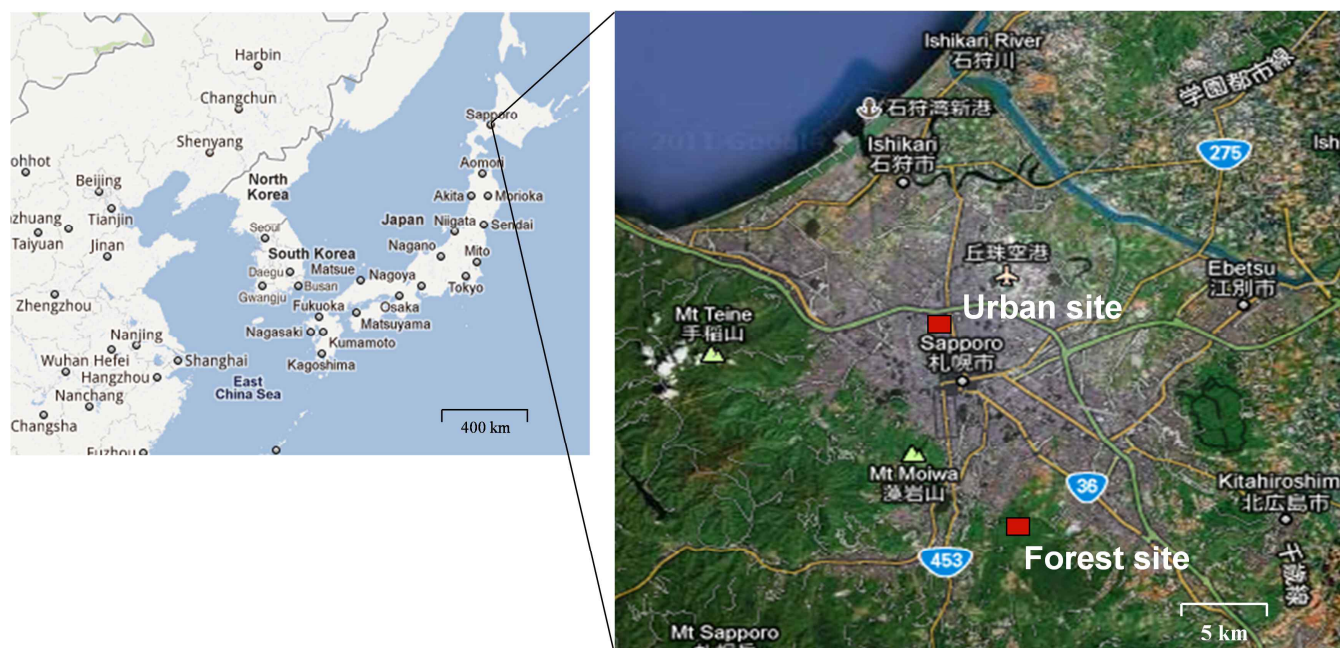 Harbin
Changchun
Shenyang
ohhot
Beijing
North
Korea
Sapporo
Aomori
Akita
Morioka
zhuang
Tianjin
Taiyuan
Jinan
Seoul
Japan
Niigata
Sendai
South Korea
Nagano
Mito
Daegu
Matsue
Nagoya
Gwangju
Busan
Tokyo
Zhengzhou
Fukuoka
Osaka
Matsuyama
Nanjing
Nagasaki
Kumamoto
Wuhan
Hefei
Shanghai
Kagoshima
Hangzhou
East
China Sea
Nanchang
Changsha
Fuzhou
400 km
Ishikari River
石狩川
学園都市線
石狩湾新港
Ishikari
石狩市
275
Ish
丘珠空港
Ebetsu
江別市
Urban site
Mt Teine
手稲山
Sapporo
札幌市
Mt Moiwa
藻岩山
36
Kitahiroshim
北広島市
453
Forest site
千歳線
5 km
Mt Sapporo